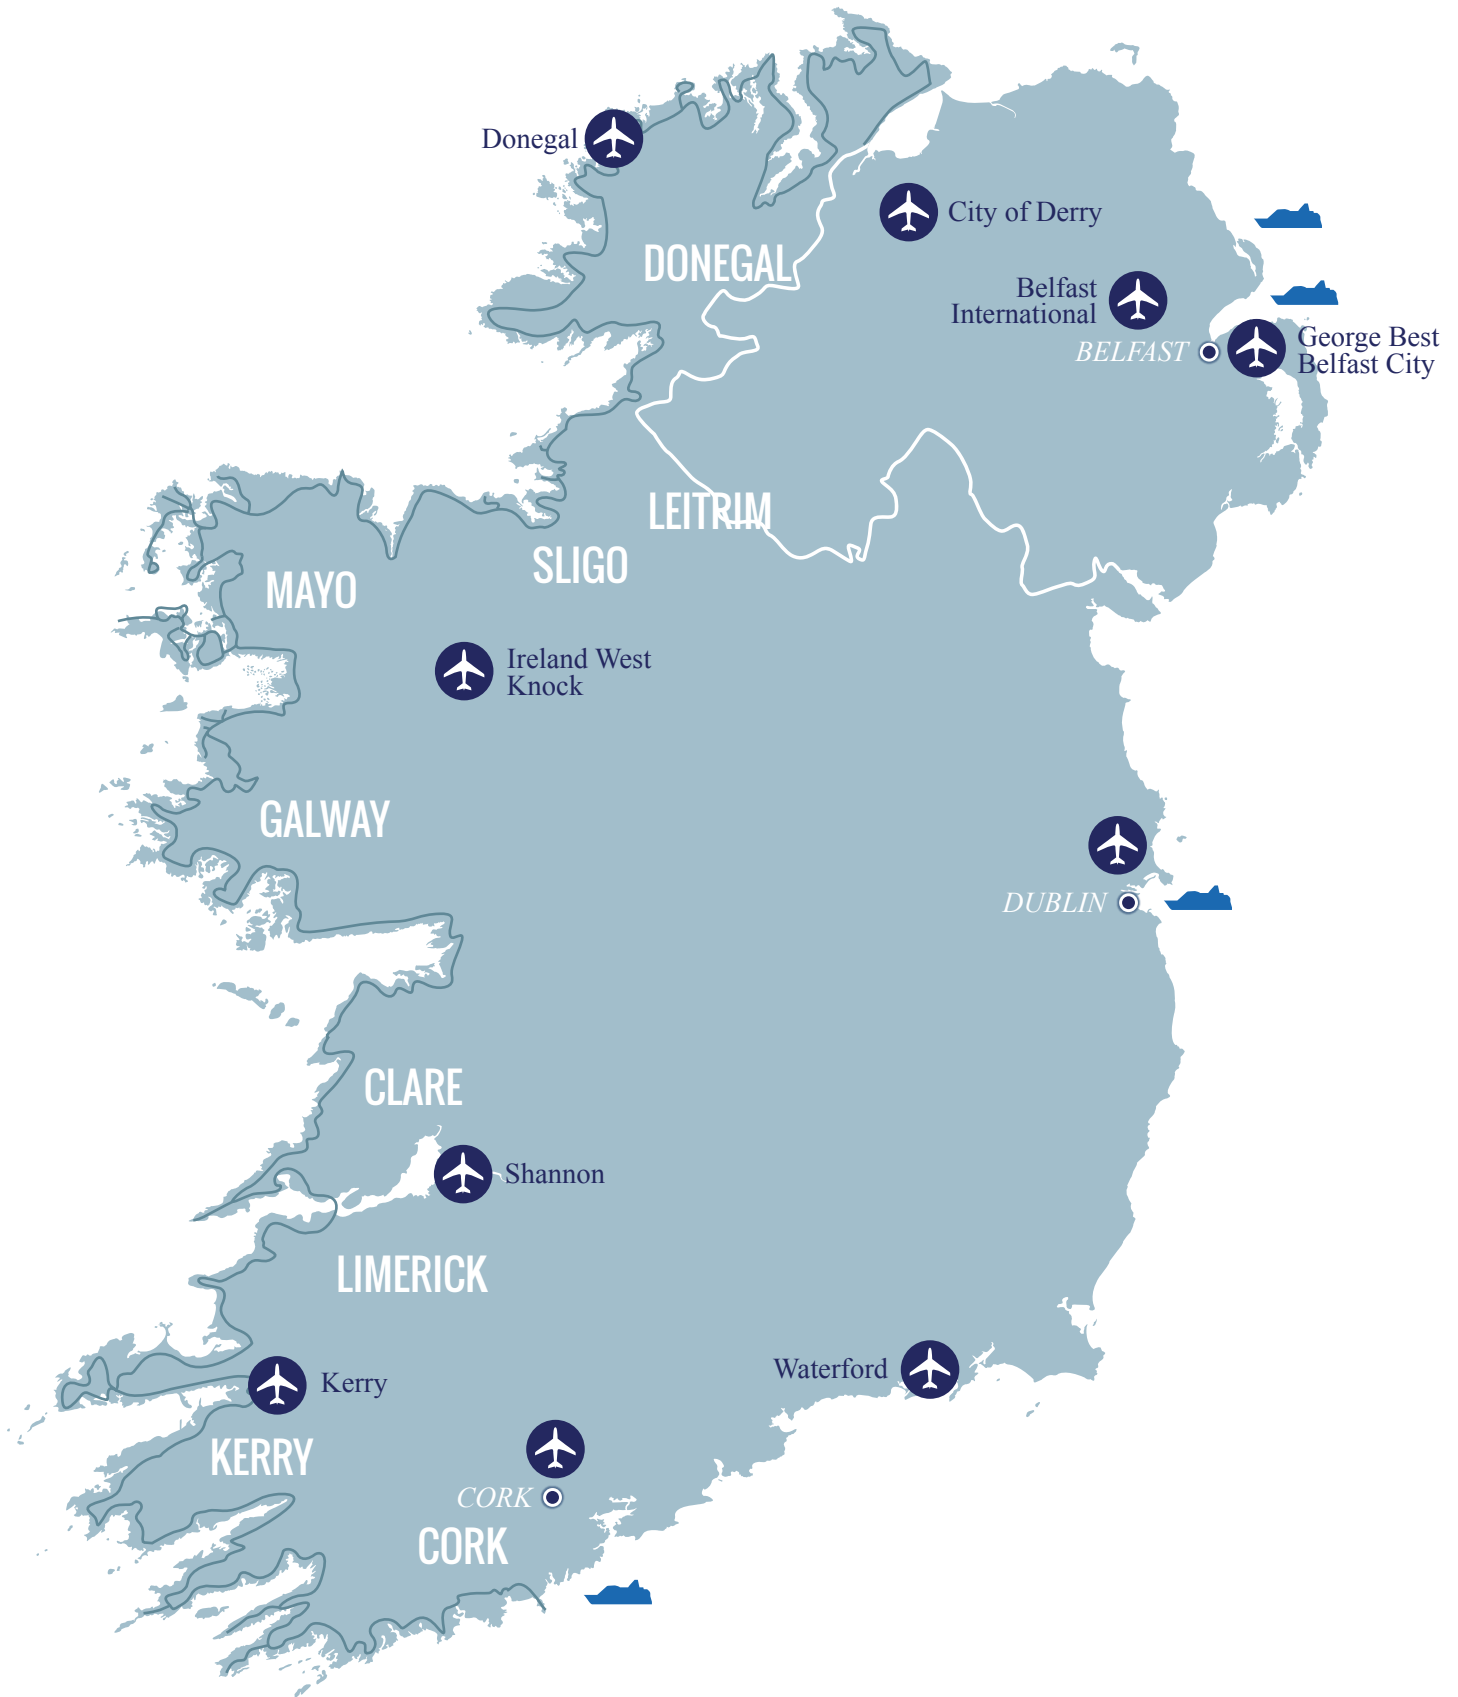 Donegal
City of Derry
DONEGAL
Belfast
International
George Best
Belfast City
BELFAST
LEITRIM
SLIGO
MAYO
Ireland West
Knock
GALWAY
DUBLIN
CLARE
Shannon
LIMERICK
Waterford
Kerry
KERRY
CORK
CORK